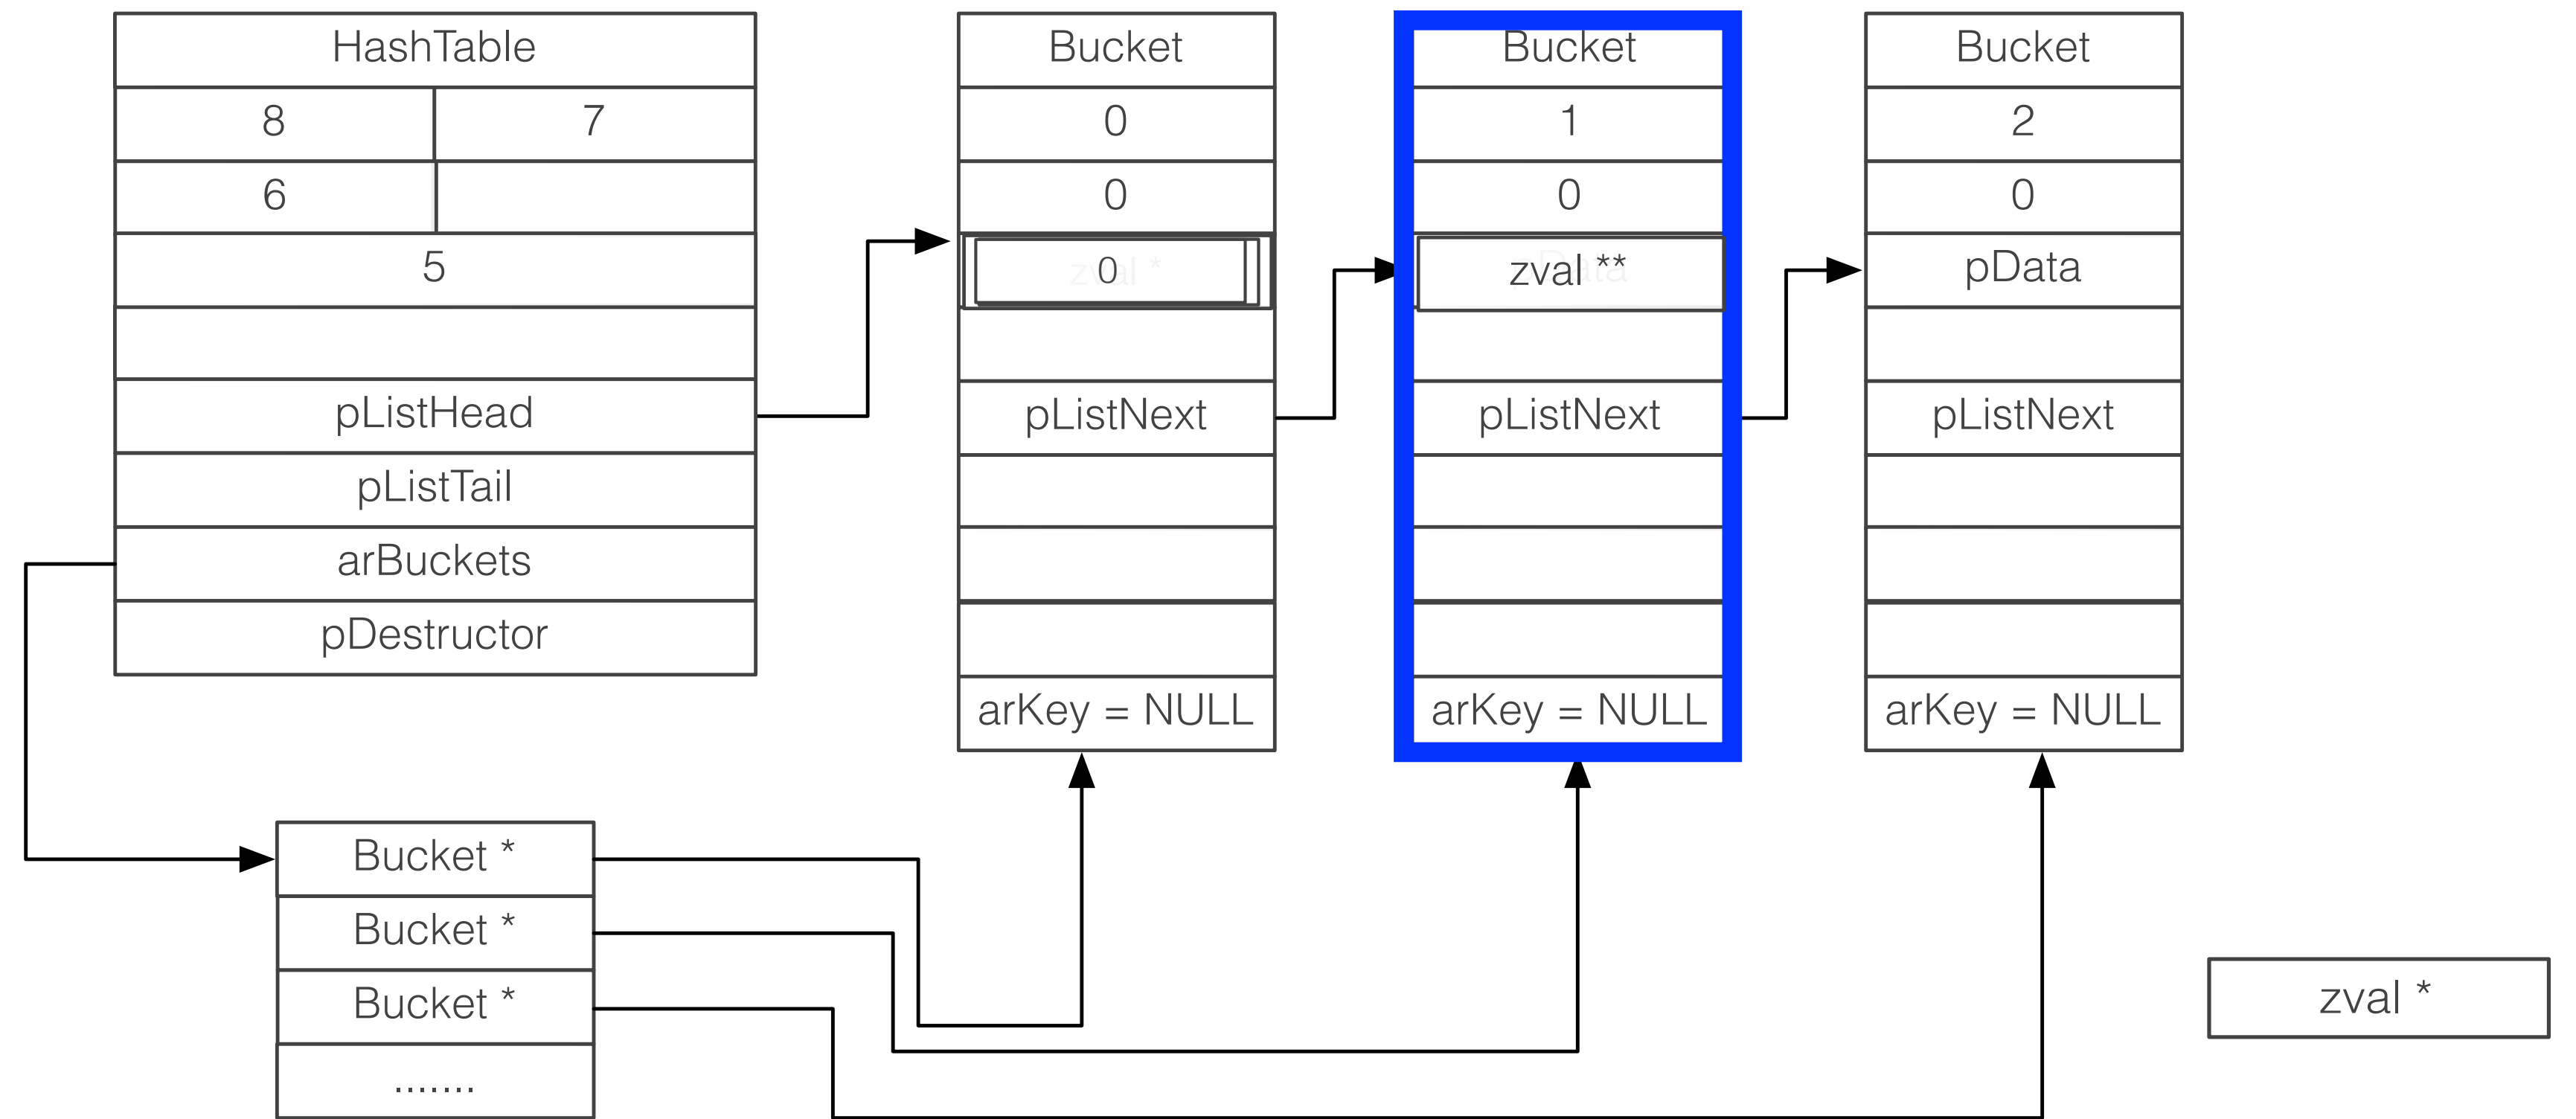 HashTable
8 7
6
5
pListHead
pListTail
arBuckets
pDestructor
Bucket
0
0
0
pListNext
arKey = NULL
Bucket
1
0
zval **
pListNext
arKey = NULL
Bucket
2
0
pData
pListNext
arKey = NULL
Bucket *
Bucket *
Bucket *
.......
zval *